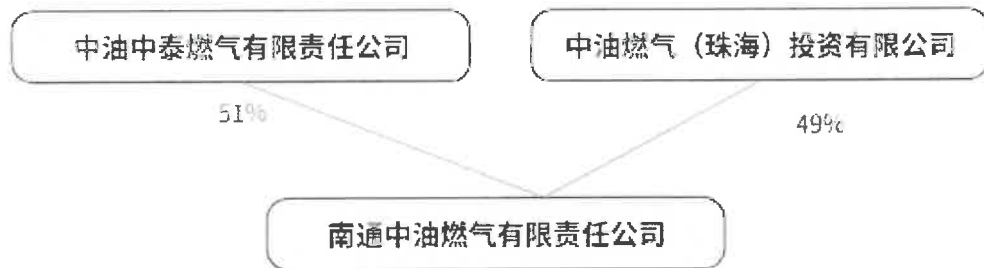 中油中泰燃气有限责任公司
中油燃气（珠海）投资有限公司
51%
49%
南通中油燃气有限责任公司